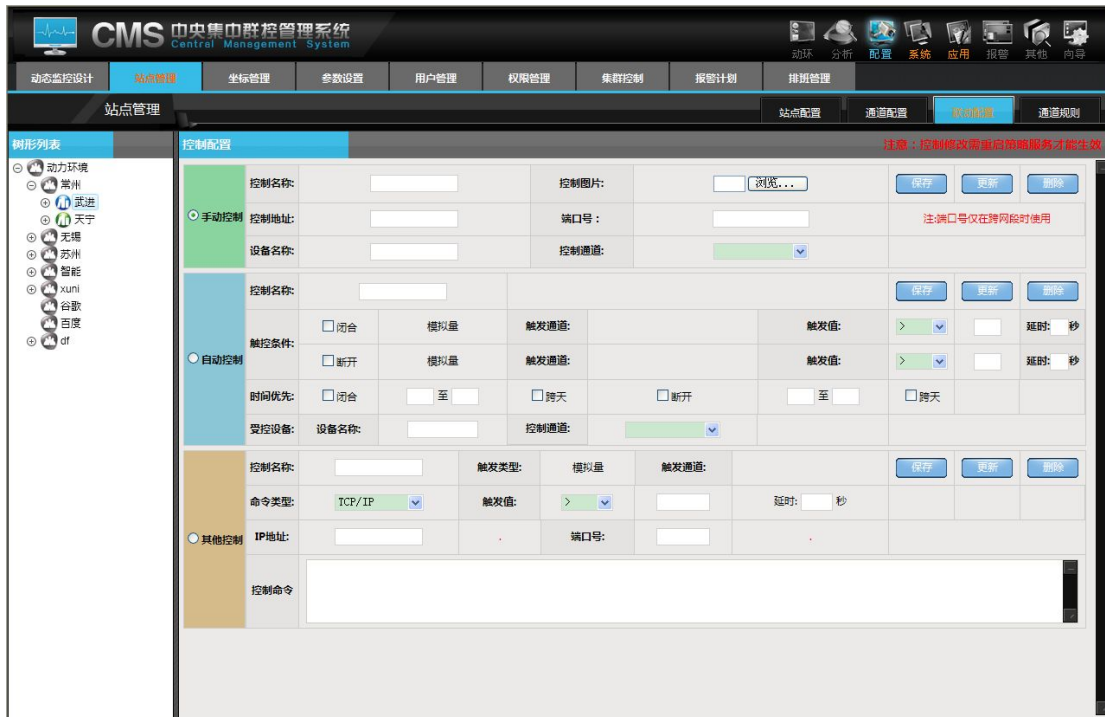 CMS 中央集中群控管理系统
Central Management System
动环 分析 配置 系统 应用 报警 其他 向导
动态监控设计 站点管理 坐标管理 参数设置 用户管理 权限管理 集群控制 报警计划 排班管理
站点管理 站点配置 通道配置 联动配置 通道规则
树形列表
动力环境
常州
武进
天宁
无锡
苏州
智能
xuni
谷歌
百度
df
控制配置 注意：控制修改需重启策略服务才能生效
手动控制
控制名称: 控制图片: 浏览... 保存 更新 删除
控制地址: 端口号： 注:端口号仅在跨网段时使用
设备名称: 控制通道:
自动控制
控制名称: 保存 更新 删除
触控条件:
闭合 模拟量 触发通道: 触发值: > 延时: 秒
断开 模拟量 触发通道: 触发值: > 延时: 秒
时间优先: 闭合 至 跨天 断开 至 跨天
受控设备: 设备名称: 控制通道:
其他控制
控制名称: 触发类型: 模拟量 触发通道: 保存 更新 删除
命令类型: TCP/IP 触发值: > 延时: 秒
IP地址: . 端口号: .
控制命令